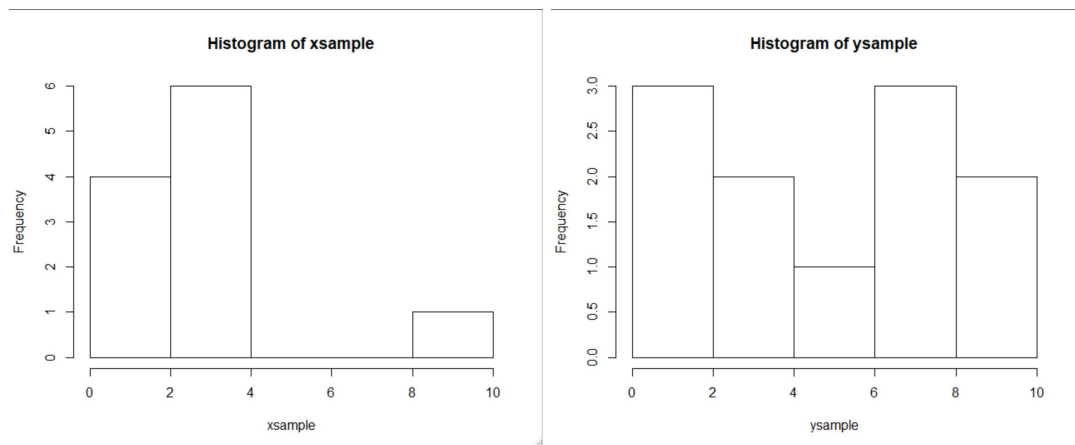 Histogram of xsample
Frequency
6
5
4
3
2
1
0
0 2 4 6 8 10
xsample
Histogram of ysample
Frequency
3.0
2.5
2.0
1.5
1.0
0.5
0.0
0 2 4 6 8 10
ysample